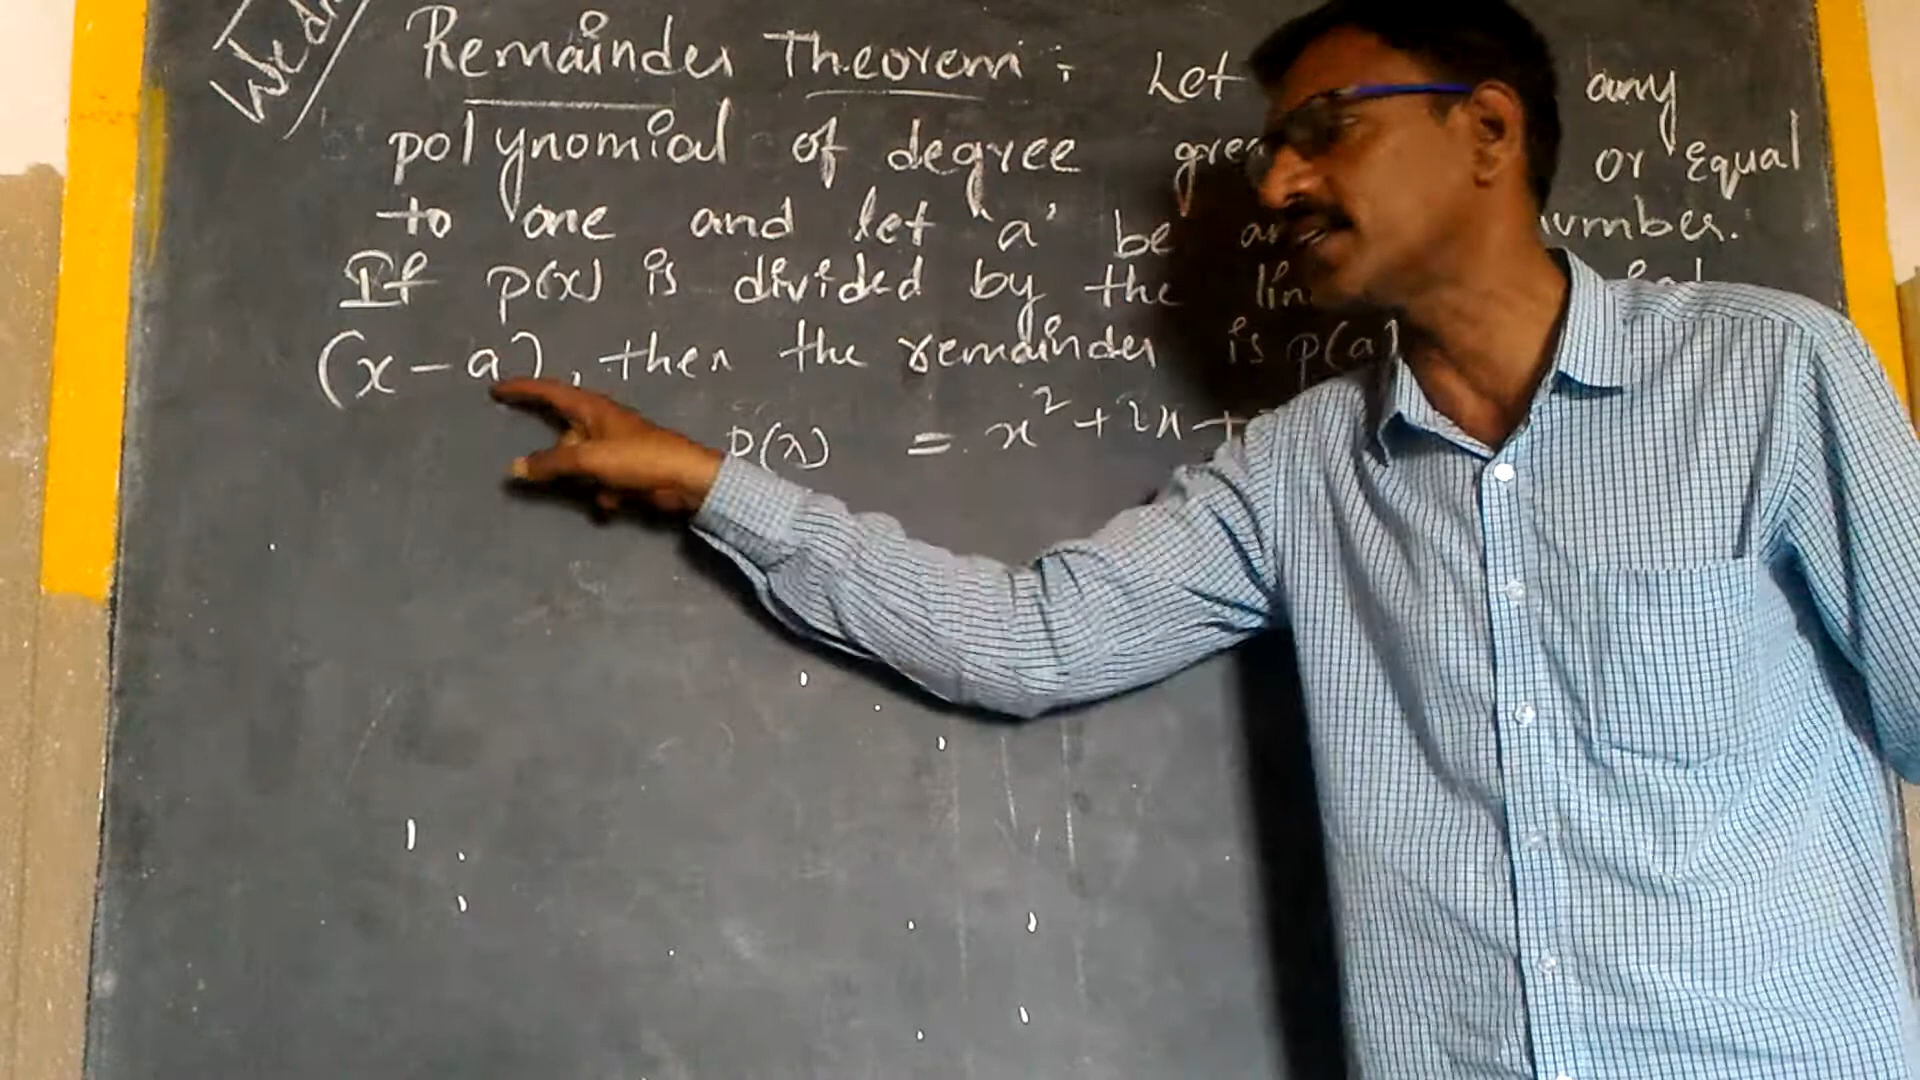 Remainder Theorem : Let any
polynomial of degree or equal
to one and let 'a' be number.
If p(x) is divided by the
(x-a), then the remainder is p(a)
p(x) = x² + 2x +